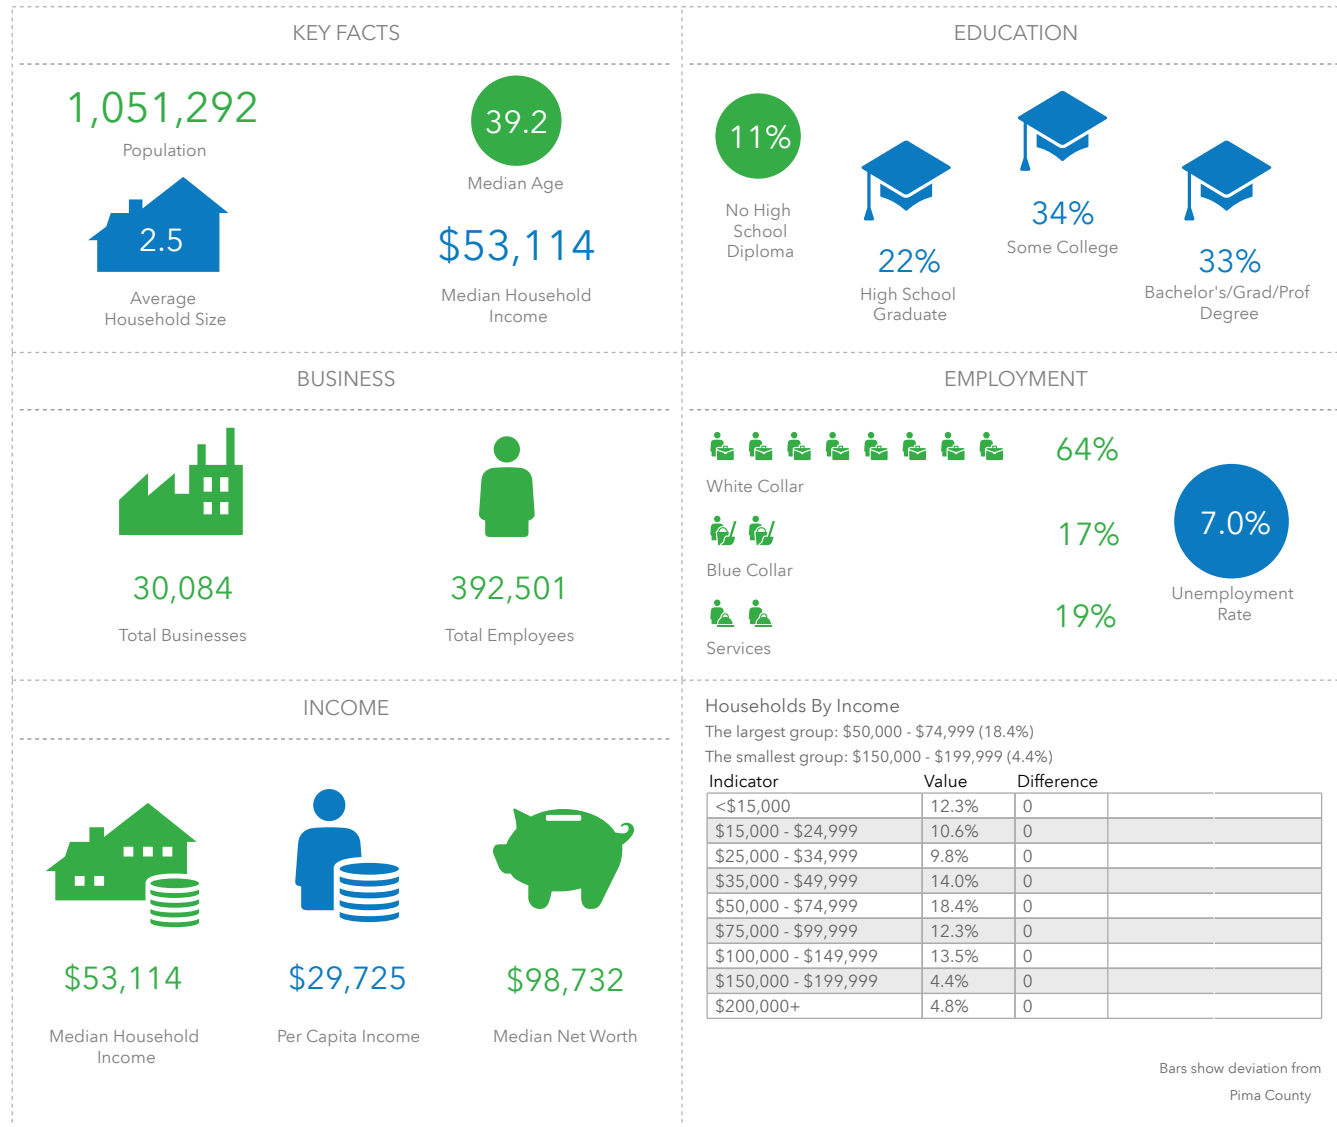 KEY FACTS
1,051,292
Population
39.2
Median Age
2.5
Average
Household Size
$53,114
Median Household
Income
EDUCATION
11%
No High
School
Diploma
22%
High School
Graduate
34%
Some College
33%
Bachelor's/Grad/Prof
Degree
BUSINESS
30,084
Total Businesses
392,501
Total Employees
EMPLOYMENT
64%
White Collar
17%
Blue Collar
19%
Services
7.0%
Unemployment
Rate
INCOME
$53,114
Median Household
Income
$29,725
Per Capita Income
$98,732
Median Net Worth
Households By Income
The largest group: $50,000 - $74,999 (18.4%)
The smallest group: $150,000 - $199,999 (4.4%)
Indicator Value Difference
<$15,000 12.3% 0
$15,000 - $24,999 10.6% 0
$25,000 - $34,999 9.8% 0
$35,000 - $49,999 14.0% 0
$50,000 - $74,999 18.4% 0
$75,000 - $99,999 12.3% 0
$100,000 - $149,999 13.5% 0
$150,000 - $199,999 4.4% 0
$200,000+ 4.8% 0
Bars show deviation from
Pima County